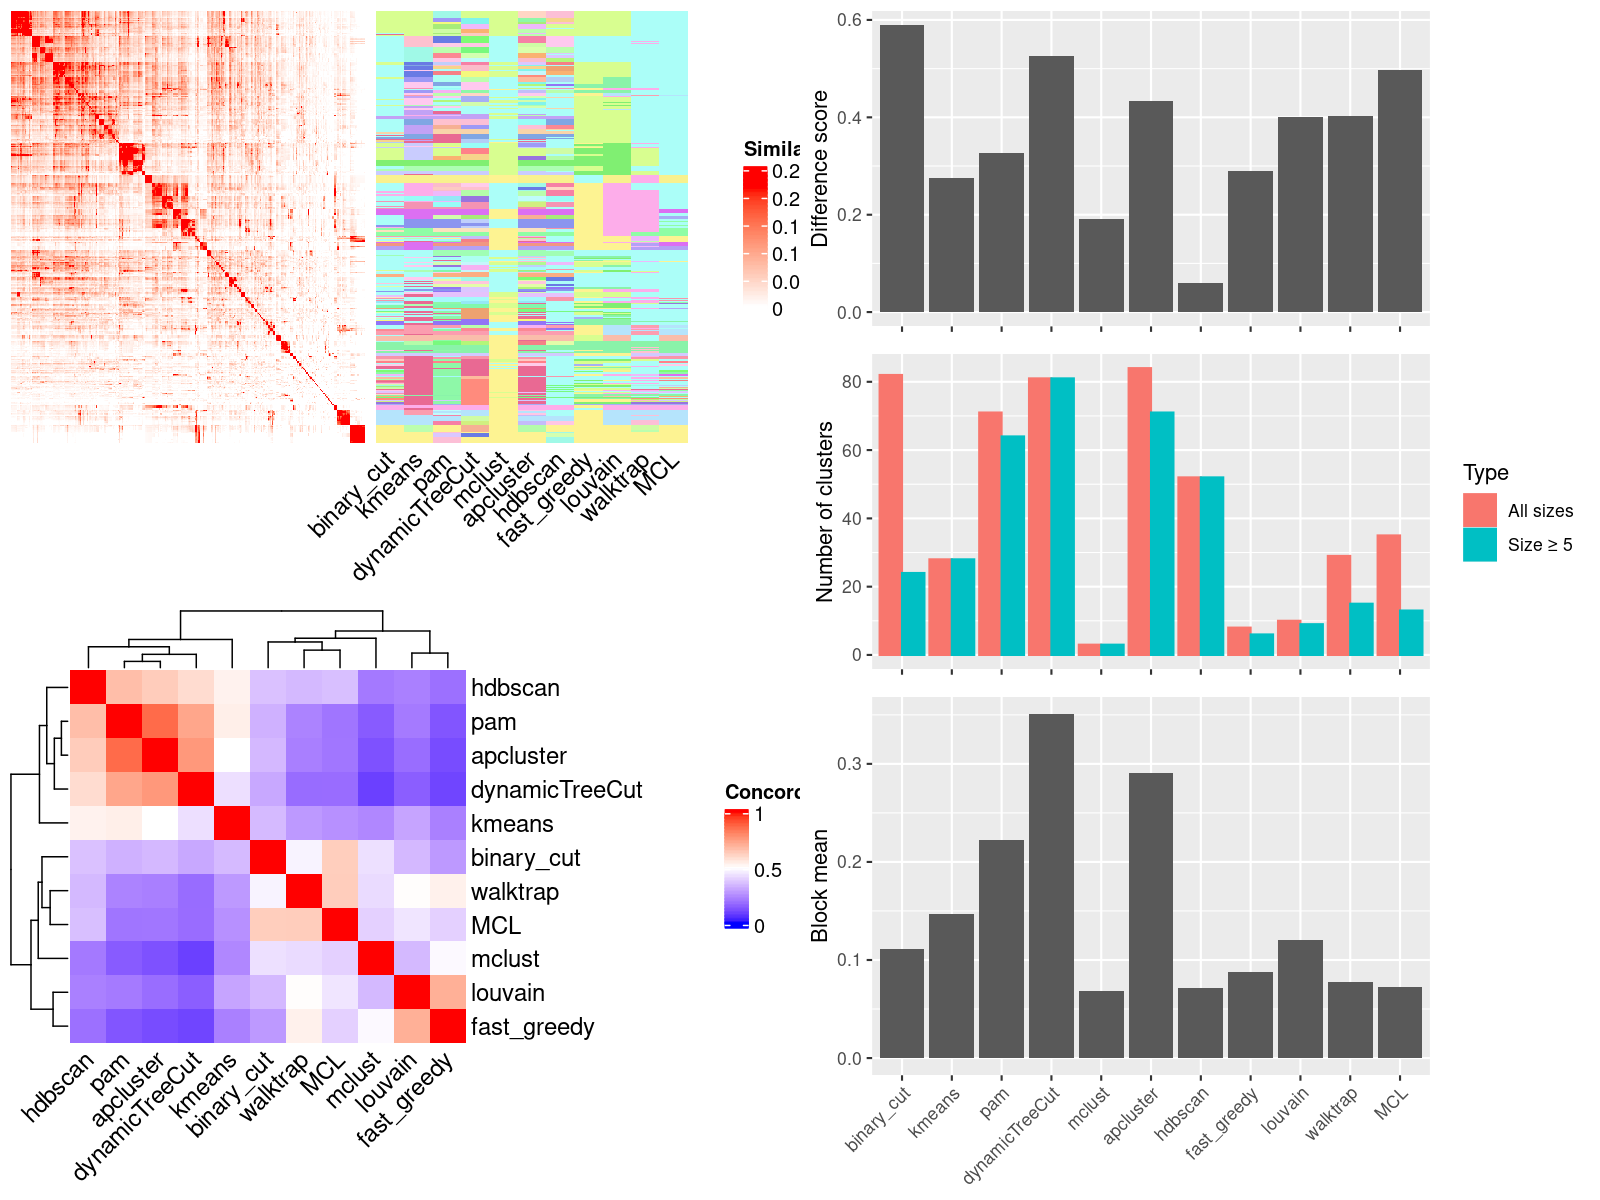 Simila
0.2
0.2
0.1
0.1
0.0
0
binary_cut
kmeans
pam
dynamicTreeCut
mclust
apcluster
hdbscan
fast_greedy
louvain
walktrap
MCL
hdbscan
pam
apcluster
dynamicTreeCut
kmeans
binary_cut
walktrap
MCL
mclust
louvain
fast_greedy
hdbscan
pam
apcluster
dynamicTreeCut
kmeans
binary_cut
walktrap
MCL
mclust
louvain
fast_greedy
Concord
1
0.5
0
Difference score
0.6
0.4
0.2
0.0
Number of clusters
80
60
40
20
0
Type
All sizes
Size ≥ 5
Block mean
0.3
0.2
0.1
0.0
binary_cut
kmeans
pam
dynamicTreeCut
mclust
apcluster
hdbscan
fast_greedy
louvain
walktrap
MCL